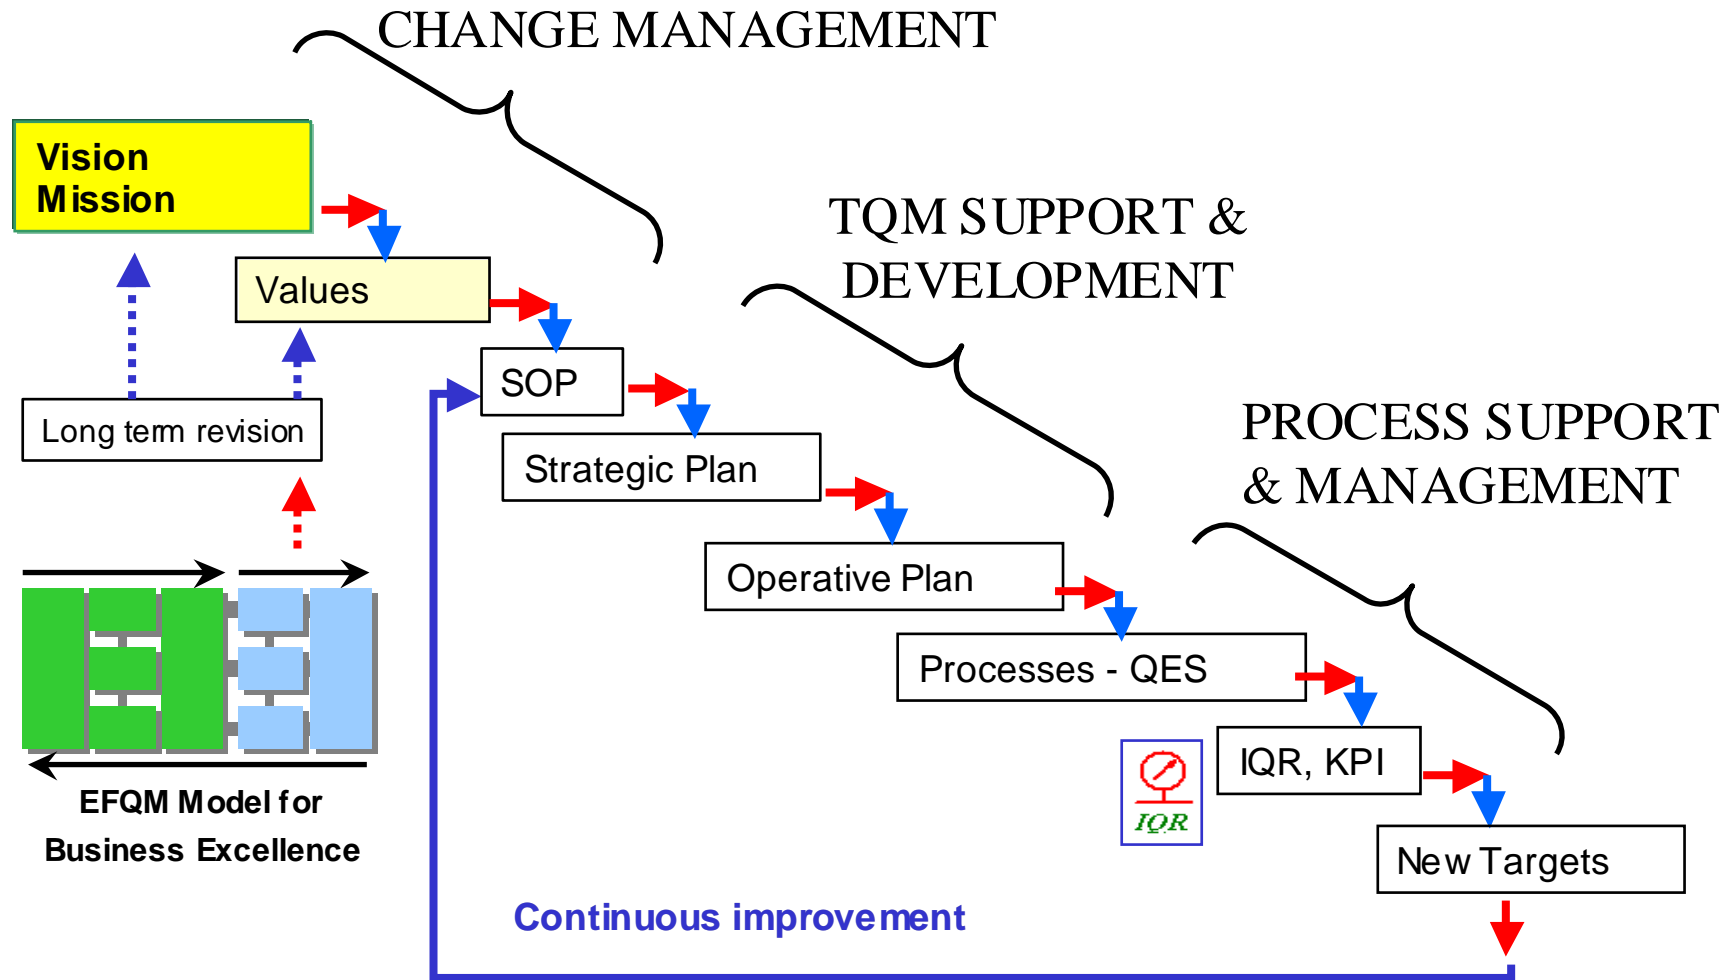 CHANGE MANAGEMENT
Vision
Mission
TQM SUPPORT &
DEVELOPMENT
Values
SOP
Long term revision
PROCESS SUPPORT
& MANAGEMENT
Strategic Plan
Operative Plan
Processes - QES
IQR, KPI
IQR
EFQM Model for
Business Excellence
New Targets
Continuous improvement